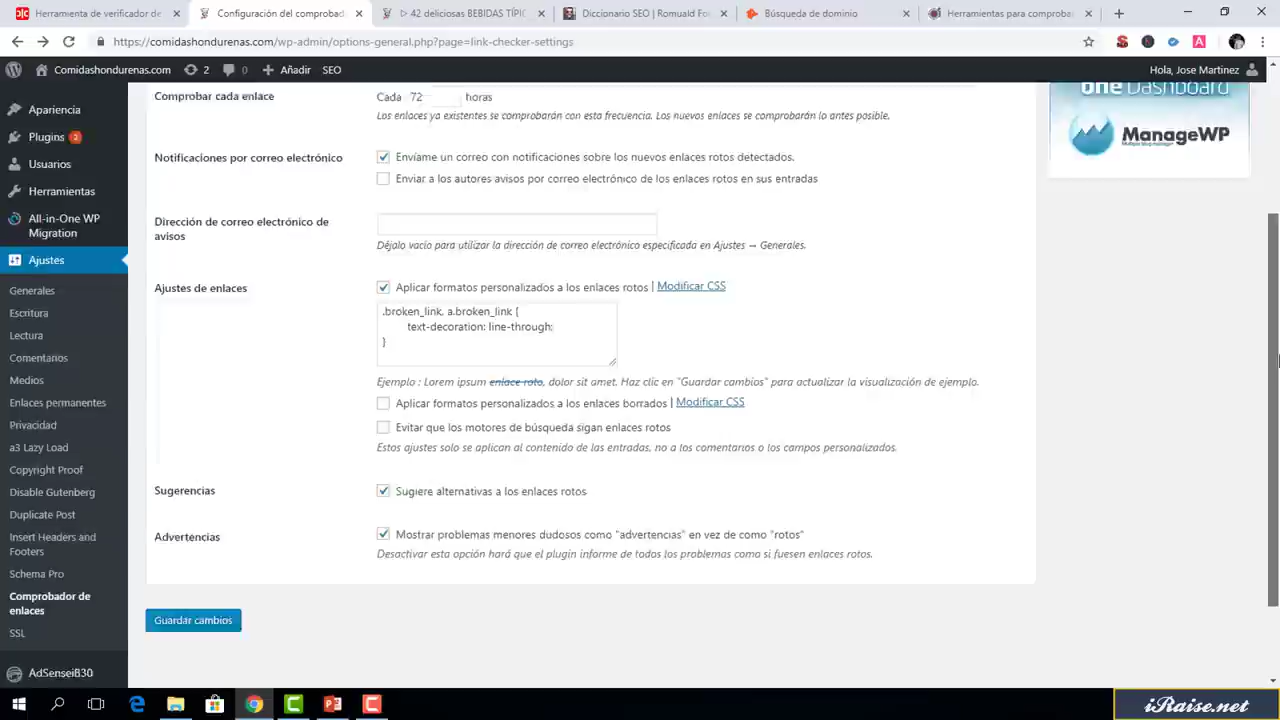 Herramienta de verificador de
Configuración del comprobad
▷ 42 deliciosas BEBIDAS TÍPIC
Diccionario SEO | Romuald Fo
Búsqueda de dominio
Herramientas para comproba
https://comidashondurenas.com/wp-admin/options-general.php?page=link-checker-settings
Comidashondurenas.com 2 0 Añadir SEO
Hola, Jose Martinez
Apariencia
Plugins 2
Usuarios
Herramientas
All-in-One WP
Migration
Ajustes
Generales
Escritura
Lectura
Comentarios
Medios
Enlaces permanentes
Privacidad
a3 Lazy Load
Copyright Proof
Disable Gutenberg
Duplicate Post
Insert Headers and
Footers
Schema Pro
Comprobador de
enlaces
SSL
AdSenseiB30
Comprobar cada enlace
Cada 72 horas
Los enlaces ya existentes se comprobarán con esta frecuencia. Los nuevos enlaces se comprobarán lo antes posible.
Notificaciones por correo electrónico
Envíame un correo con notificaciones sobre los nuevos enlaces rotos detectados.
Enviar a los autores avisos por correo electrónico de los enlaces rotos en sus entradas
Dirección de correo electrónico de
avisos
Déjalo vacío para utilizar la dirección de correo electrónico especificada en Ajustes → Generales.
Ajustes de enlaces
Aplicar formatos personalizados a los enlaces rotos | Modificar CSS
.broken_link, a.broken_link {
text-decoration: line-through;
}
Ejemplo : Lorem ipsum enlace roto, dolor sit amet. Haz clic en "Guardar cambios" para actualizar la visualización de ejemplo.
Aplicar formatos personalizados a los enlaces borrados | Modificar CSS
Evitar que los motores de búsqueda sigan enlaces rotos
Estos ajustes solo se aplican al contenido de las entradas, no a los comentarios o los campos personalizados.
Sugerencias
Sugiere alternativas a los enlaces rotos
Advertencias
Mostrar problemas menores dudosos como "advertencias" en vez de como "rotos"
Desactivar esta opción hará que el plugin informe de todos los problemas como si fuesen enlaces rotos.
Guardar cambios
One Dashboard
ManageWP
iRaise.net